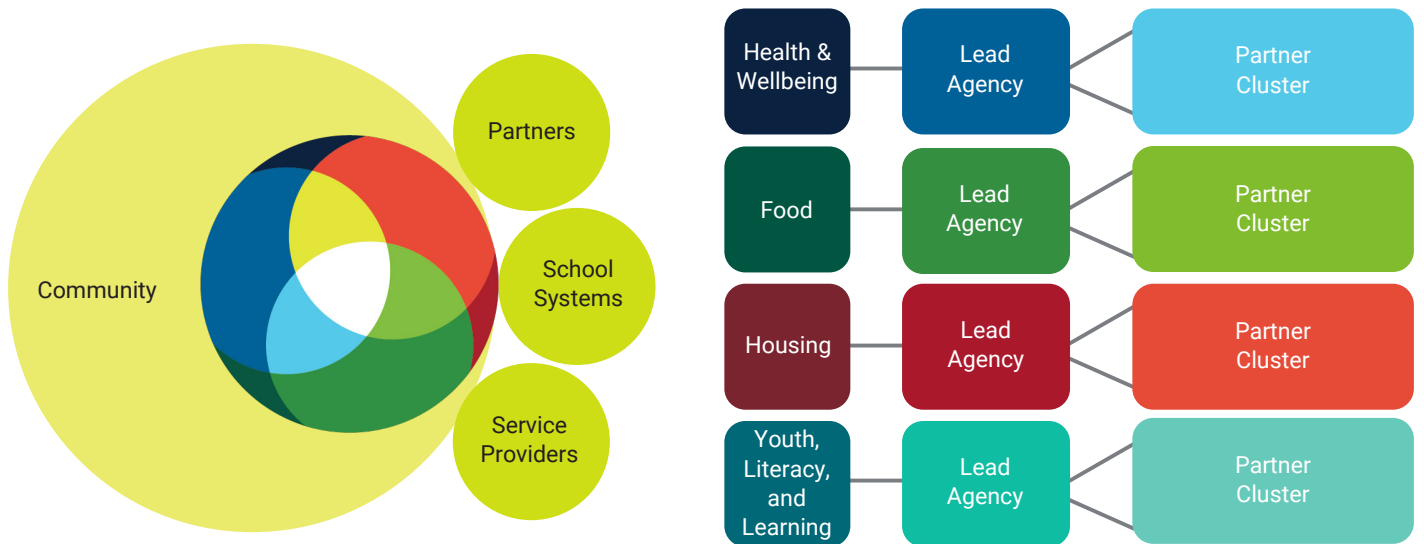 Community
Partners
School
Systems
Service
Providers
Health &
Wellbeing
Lead
Agency
Partner
Cluster
Food
Lead
Agency
Partner
Cluster
Housing
Lead
Agency
Partner
Cluster
Youth,
Literacy,
and
Learning
Lead
Agency
Partner
Cluster